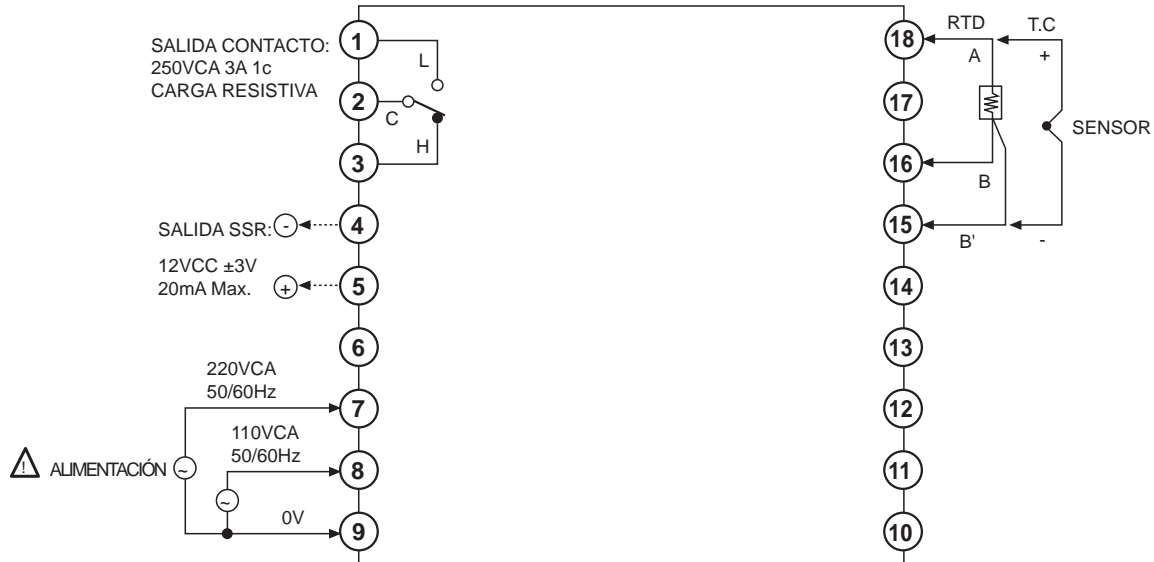 SALIDA CONTACTO:
250VCA 3A 1c
CARGA RESISTIVA
1
L
2
C
H
3
SALIDA SSR: -
4
12VCC ±3V
20mA Max. +
5
6
220VCA
50/60Hz
7
110VCA
50/60Hz
8
! ALIMENTACIÓN ~
~
0V
9
18
RTD
T.C
A
+
17
SENSOR
16
B
15
B'
-
14
13
12
11
10